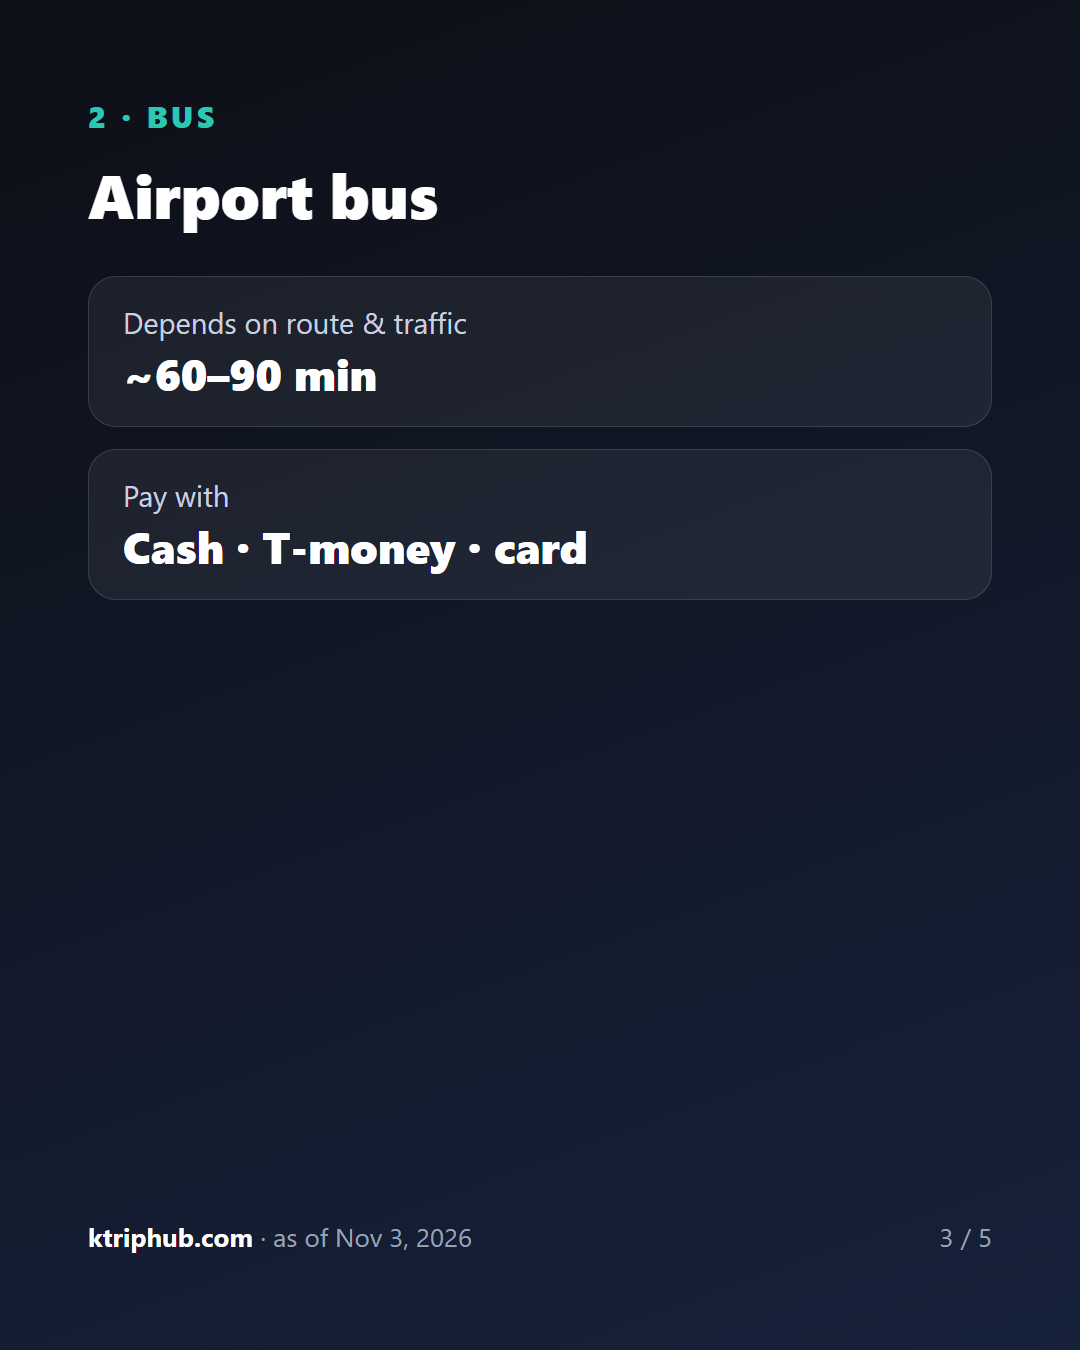 2 · BUS
Airport bus
Depends on route & traffic
~60–90 min
Pay with
Cash · T-money · card
ktriphub.com · as of Nov 3, 2026
3 / 5